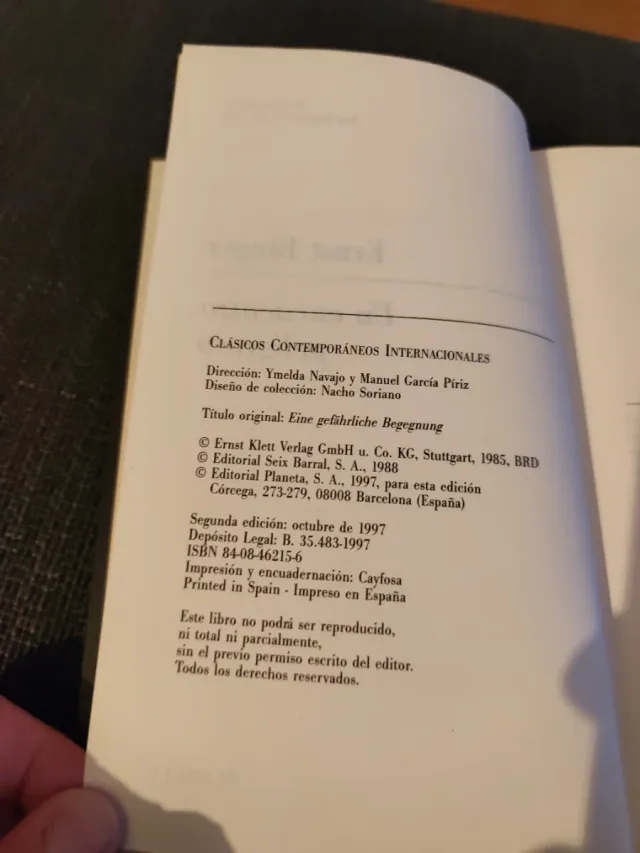 CLÁSICOS CONTEMPORÁNEOS INTERNACIONALES
Dirección: Ymelda Navajo y Manuel García Píriz
Diseño de colección: Nacho Soriano
Título original: Eine gefährliche Begegnung
© Ernst Klett Verlag GmbH u. Co. KG, Stuttgart, 1985, BRD
© Editorial Seix Barral, S. A., 1988
© Editorial Planeta, S. A., 1997, para esta edición
Córcega, 273-279, 08008 Barcelona (España)
Segunda edición: octubre de 1997
Depósito Legal: B. 35.483-1997
ISBN 84-08-46215-6
Impresión y encuadernación: Cayfosa
Printed in Spain - Impreso en España
Este libro no podrá ser reproducido,
ni total ni parcialmente,
sin el previo permiso escrito del editor.
Todos los derechos reservados.